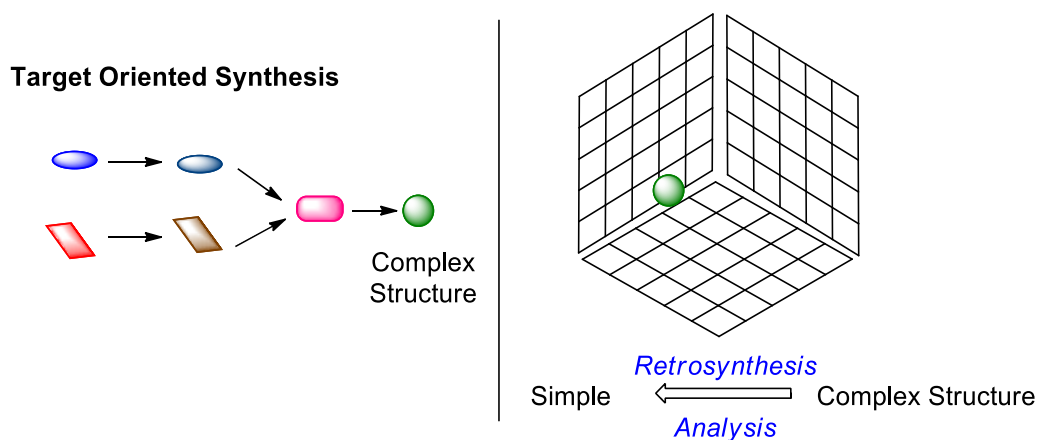 Target Oriented Synthesis
Complex
Structure
Retrosynthesis
Simple
Complex Structure
Analysis